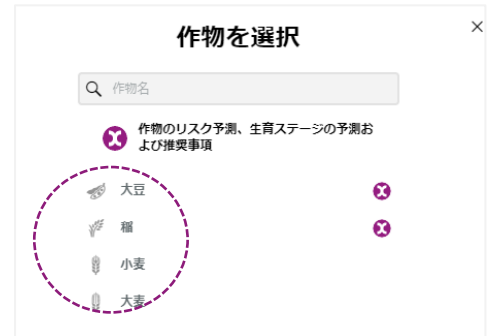 作物を選択
作物名
作物のリスク予測、生育ステージの予測お
よび推奨事項
大豆
稲
小麦
大麦